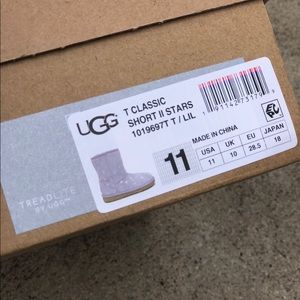 UGG
T CLASSIC
SHORT II STARS
1019697T T / LIL
11
MADE IN CHINA
USA UK EU JAPAN
11 10 28.5 18
TREADLITE
BY UGG™